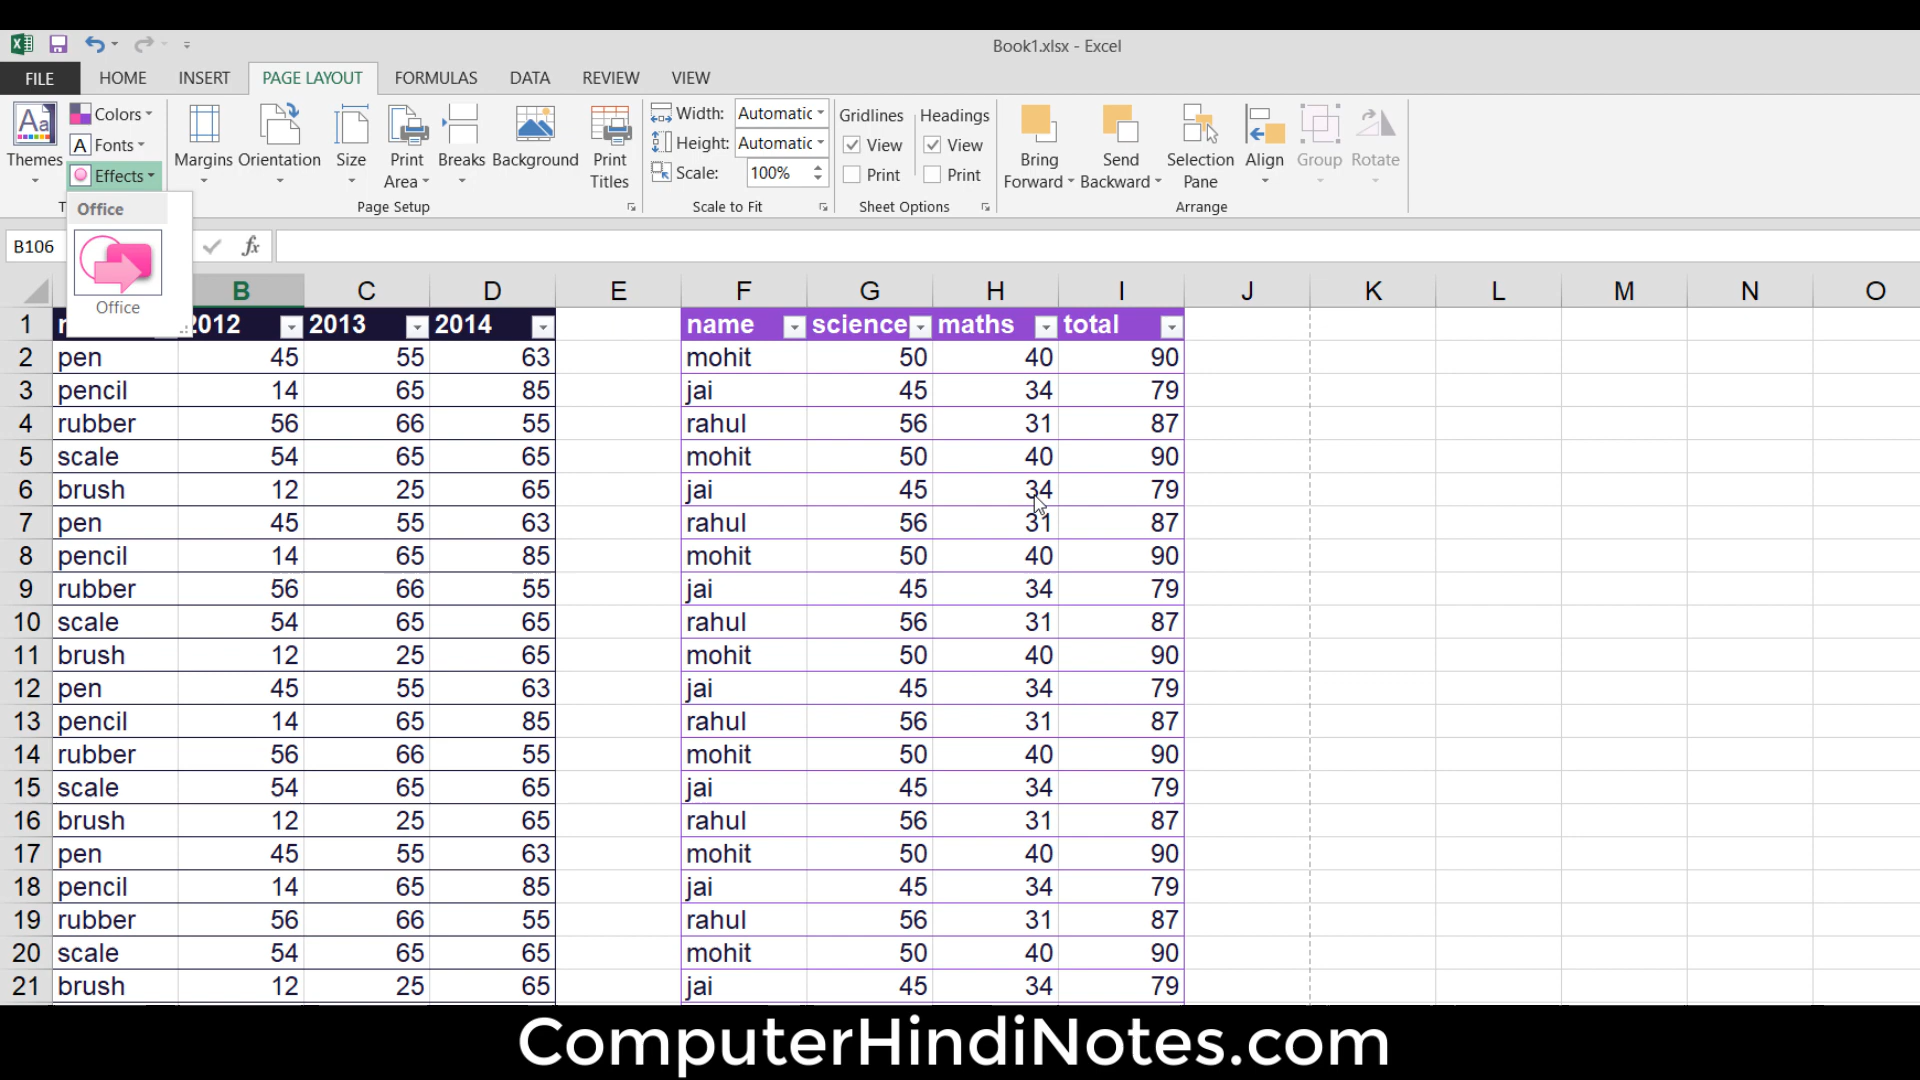 Book1.xlsx - Excel
FILE HOME INSERT PAGE LAYOUT FORMULAS DATA REVIEW VIEW
Aa
Themes
Colors
A Fonts
Effects
Margins
Orientation
Size
Print
Area
Breaks
Background
Print
Titles
Page Setup
Width: Automatic
Height: Automatic
Scale: 100%
Scale to Fit
Gridlines
View
Print
Headings
View
Print
Sheet Options
Bring
Forward
Send
Backward
Selection
Pane
Align
Group
Rotate
Arrange
Office
Office
B106
fx
B C D E F G H I J K L M N O
1 2012 2013 2014 name science maths total
2 pen 45 55 63 mohit 50 40 90
3 pencil 14 65 85 jai 45 34 79
4 rubber 56 66 55 rahul 56 31 87
5 scale 54 65 65 mohit 50 40 90
6 brush 12 25 65 jai 45 34 79
7 pen 45 55 63 rahul 56 31 87
8 pencil 14 65 85 mohit 50 40 90
9 rubber 56 66 55 jai 45 34 79
10 scale 54 65 65 rahul 56 31 87
11 brush 12 25 65 mohit 50 40 90
12 pen 45 55 63 jai 45 34 79
13 pencil 14 65 85 rahul 56 31 87
14 rubber 56 66 55 mohit 50 40 90
15 scale 54 65 65 jai 45 34 79
16 brush 12 25 65 rahul 56 31 87
17 pen 45 55 63 mohit 50 40 90
18 pencil 14 65 85 jai 45 34 79
19 rubber 56 66 55 rahul 56 31 87
20 scale 54 65 65 mohit 50 40 90
21 brush 12 25 65 jai 45 34 79
ComputerHindiNotes.com